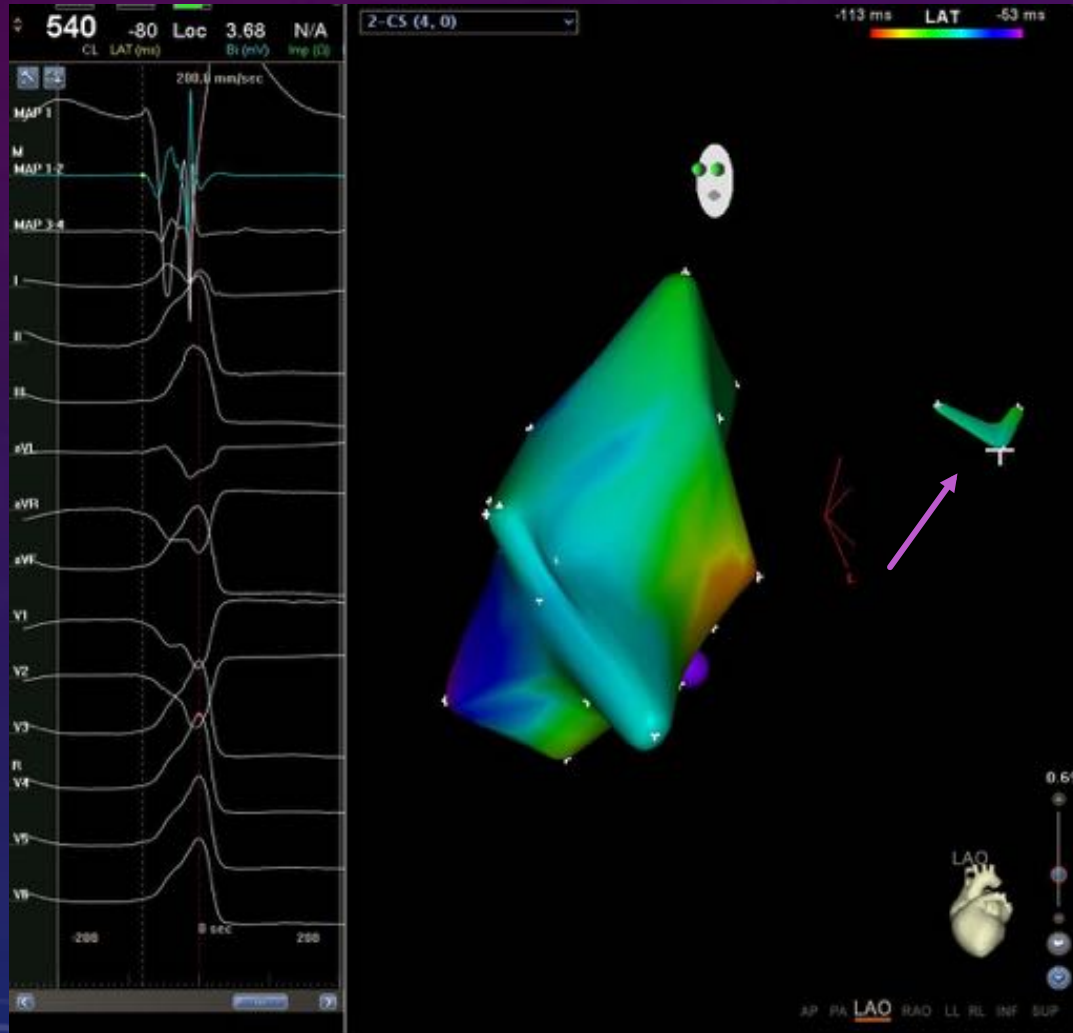 540 -80 Loc 3.68 N/A
CL LAT (ms) Bi (mV) Imp (Ω)
2-CS (4, 0)
-113 ms LAT -53 ms
200.0 mm/sec
MAP 1
M
MAP 1-2
MAP 3-4
I
II
III
aVL
aVR
aVF
V1
V2
V3
R
V4
V5
V6
0 sec
-200 200
LAO
AP PA LAO RAO LL RL INF SUP